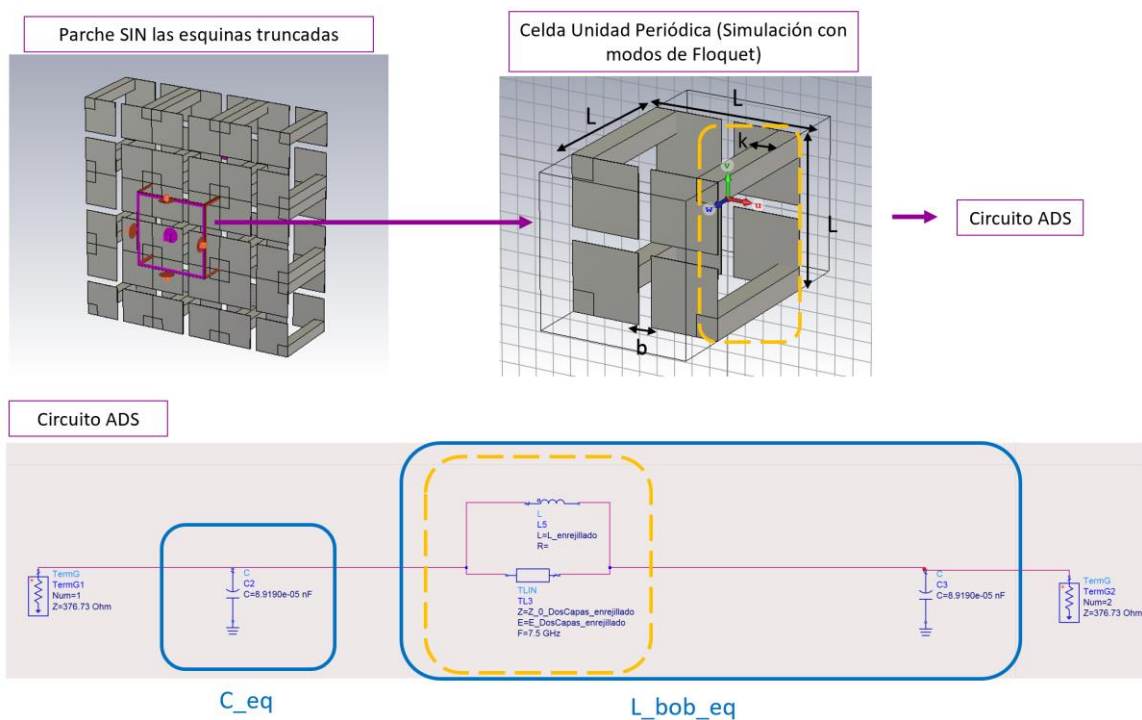 Parche SIN las esquinas truncadas
Celda Unidad Periódica (Simulación con
modos de Floquet)
L
L
k
v
w
u
L
b
Circuito ADS
Circuito ADS
TermG
TermG1
Num=1
Z=376.73 Ohm
C
C2
C=8.9190e-05 nF
L
L5
L=L_enrejillado
R=
TLIN
TL3
Z=Z_0_DosCapas_enrejillado
E=E_DosCapas_enrejillado
F=7.5 GHz
C
C3
C=8.9190e-05 nF
TermG
TermG2
Num=2
Z=376.73 Ohm
C_eq
L_bob_eq